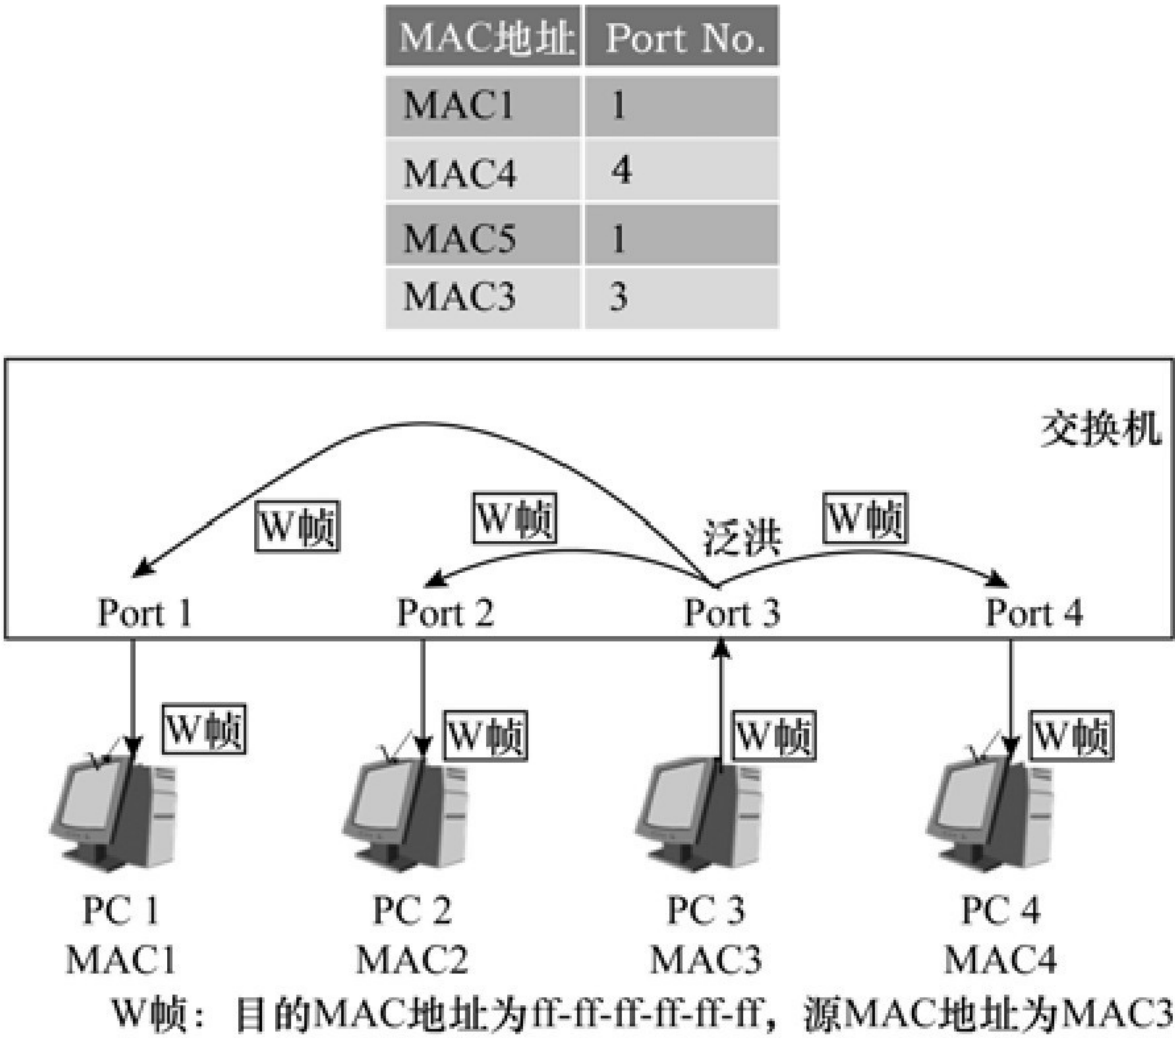 MAC地址 Port No.
MAC1 1
MAC4 4
MAC5 1
MAC3 3
交换机
W帧 W帧 泛洪 W帧
Port 1 Port 2 Port 3 Port 4
W帧 W帧 W帧 W帧
PC 1 PC 2 PC 3 PC 4
MAC1 MAC2 MAC3 MAC4
W帧：目的MAC地址为ff-ff-ff-ff-ff-ff，源MAC地址为MAC3